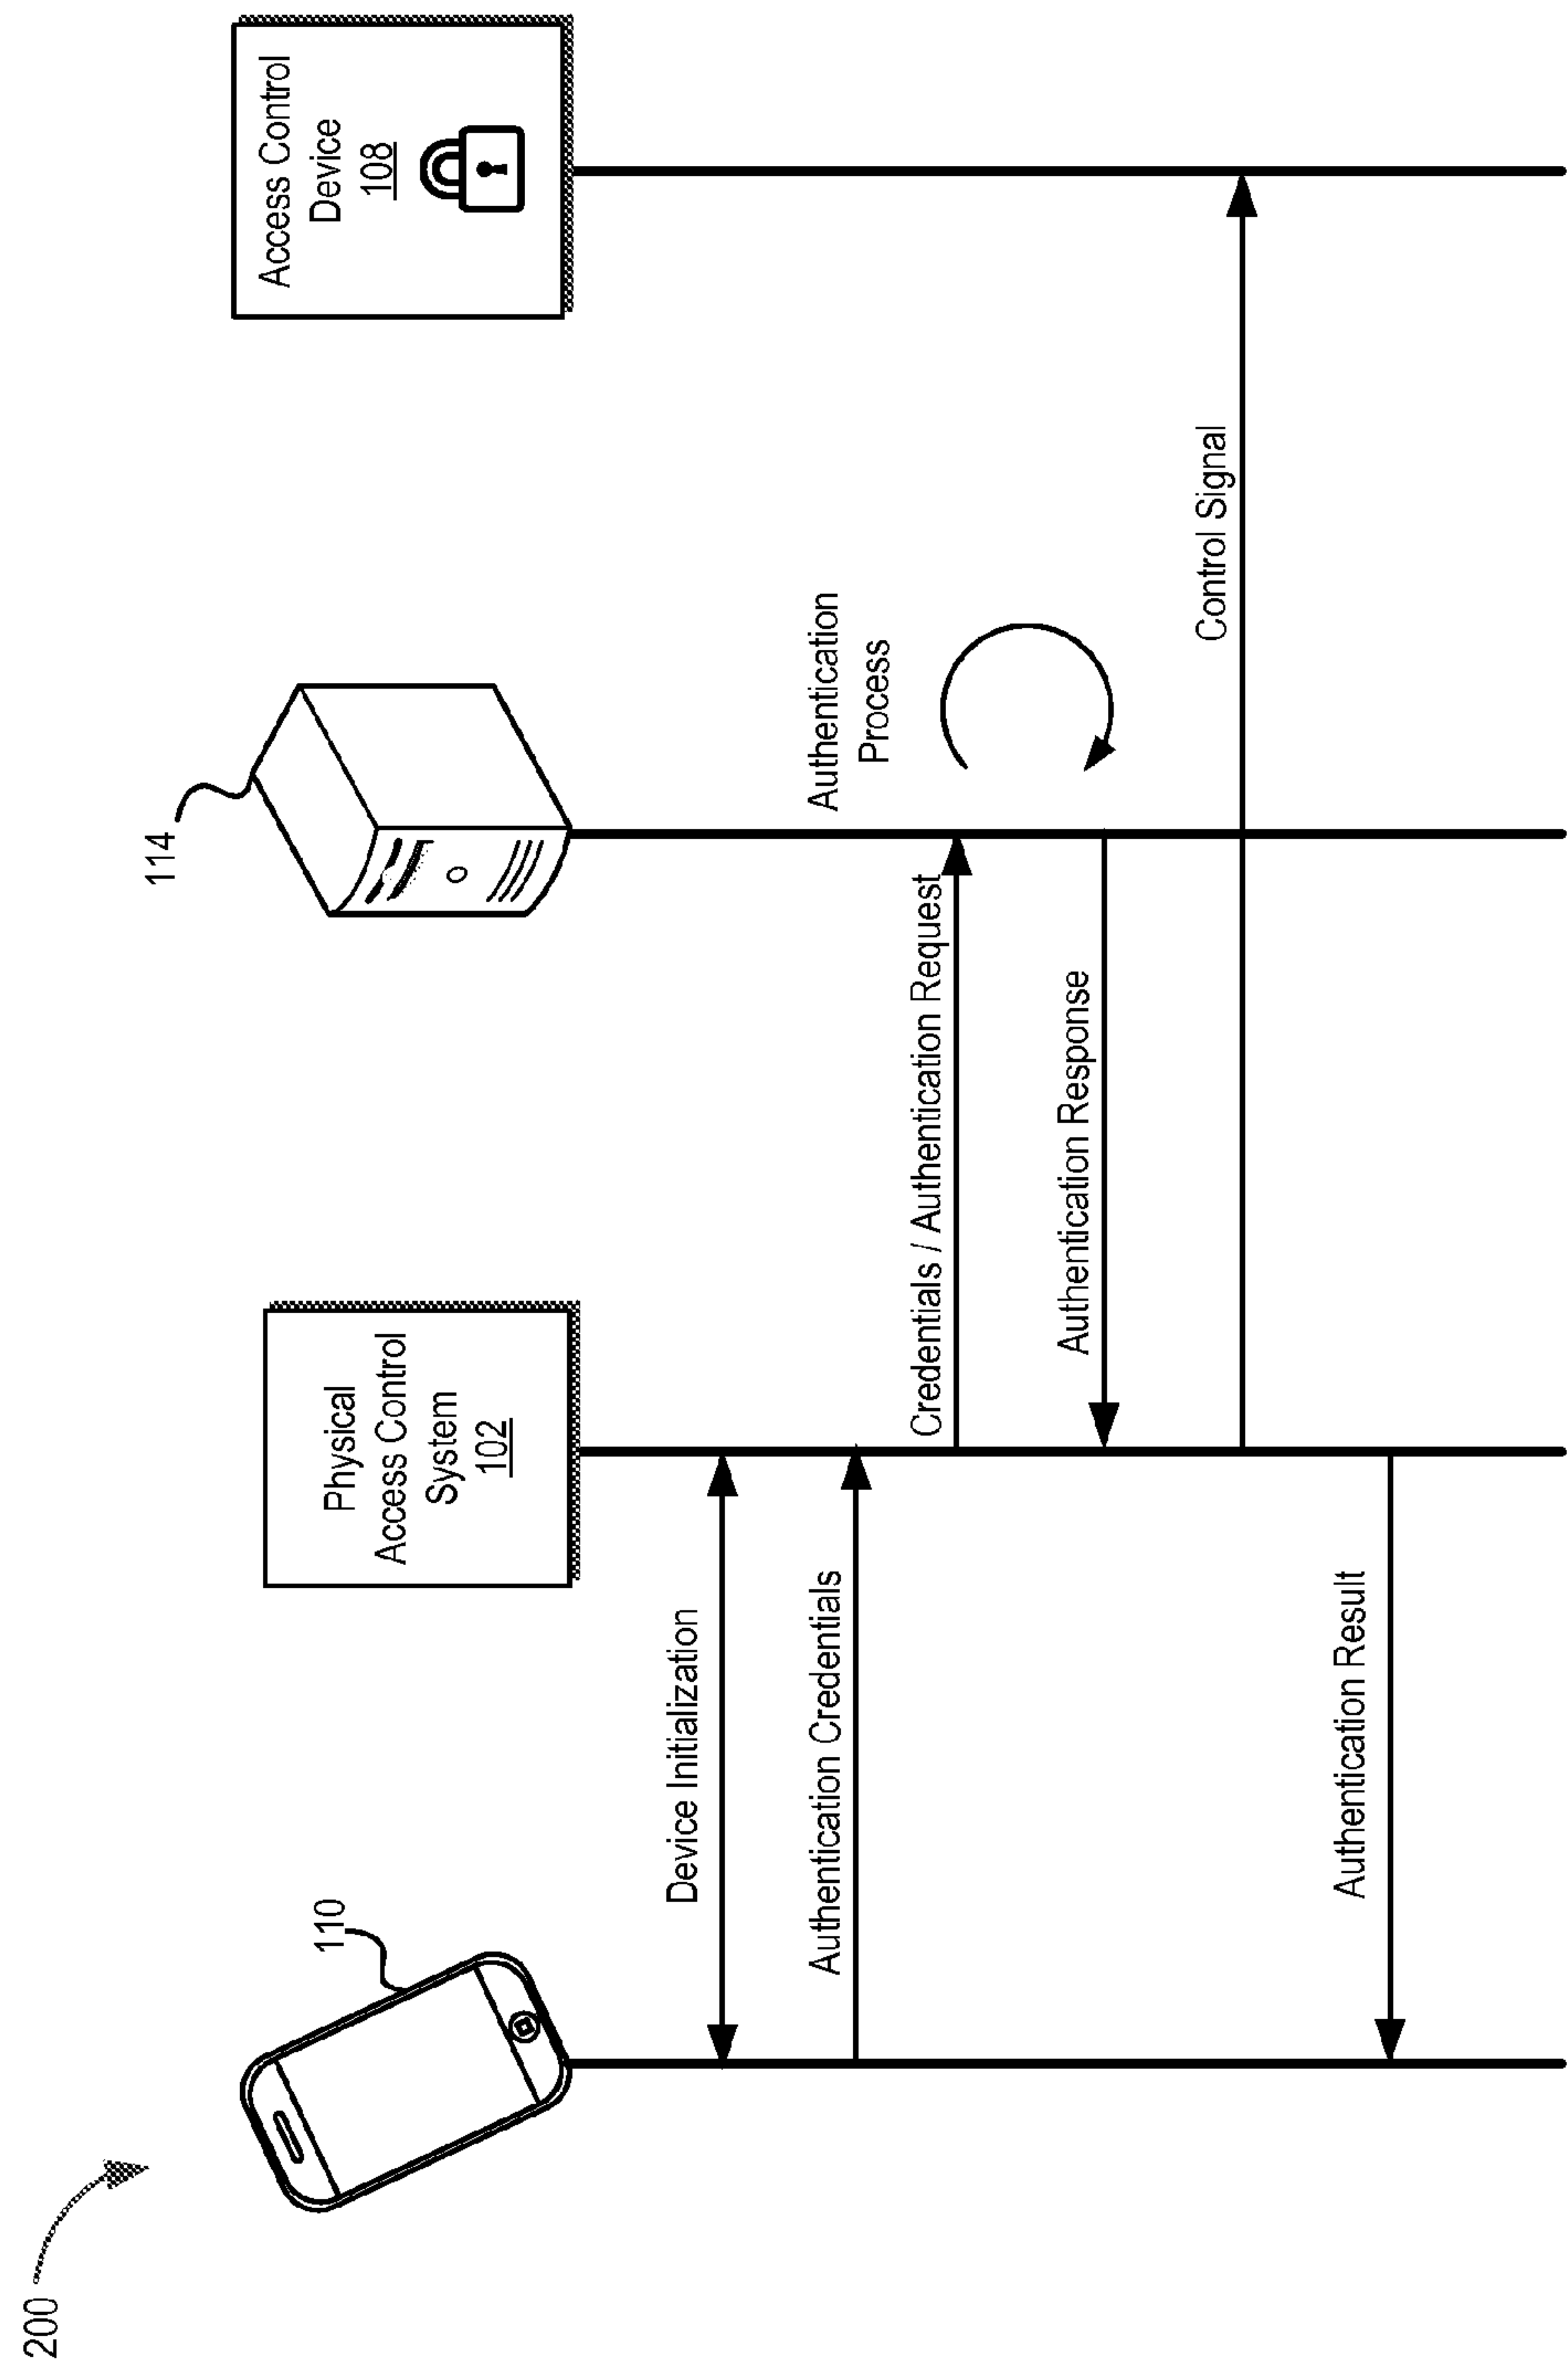 200
110
Physical
Access Control
System
102
114
Access Control
Device
108
Device Initialization
Authentication Credentials
Credentials / Authentication Request
Authentication
Process
Authentication Response
Control Signal
Authentication Result